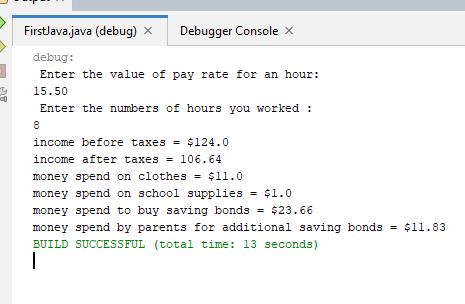 Output
FirstJava.java (debug) ×
Debugger Console ×
debug:
Enter the value of pay rate for an hour:
15.50
Enter the numbers of hours you worked :
8
income before taxes = $124.0
income after taxes = 106.64
money spend on clothes = $11.0
money spend on school supplies = $1.0
money spend to buy saving bonds = $23.66
money spend by parents for additional saving bonds = $11.83
BUILD SUCCESSFUL (total time: 13 seconds)